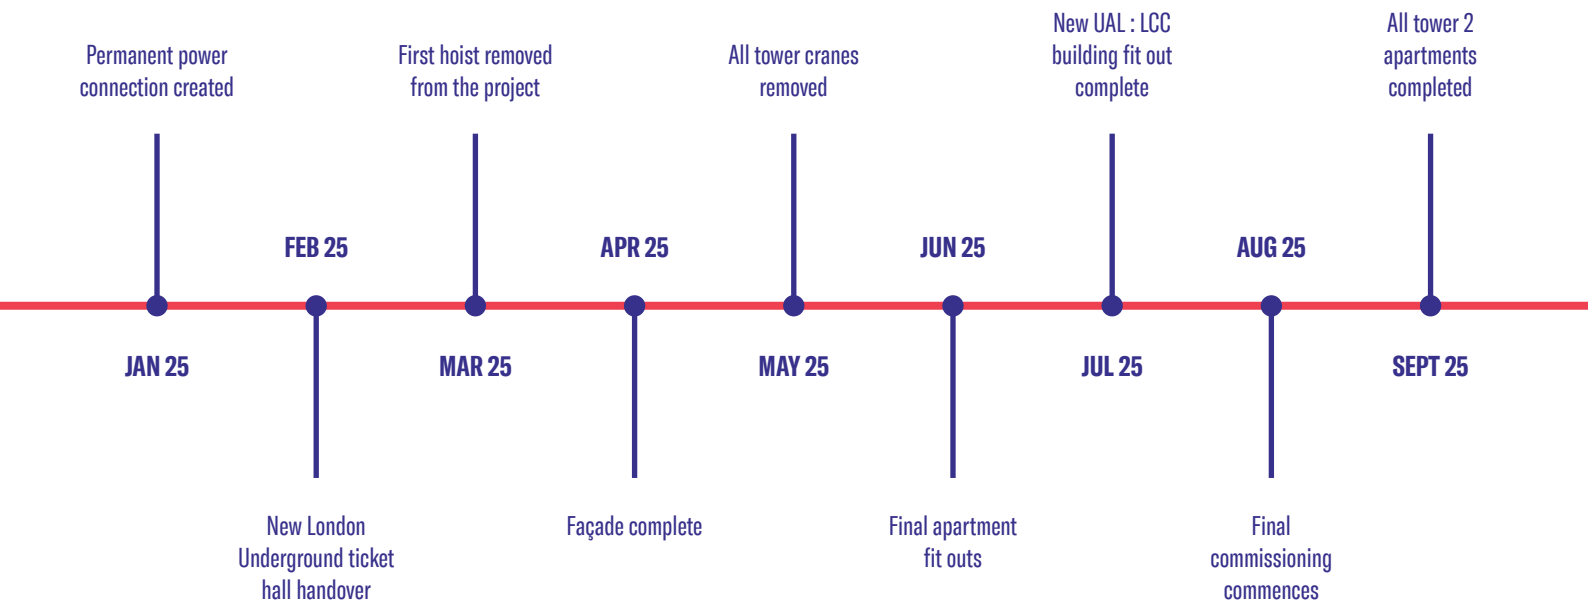 Permanent power
connection created
First hoist removed
from the project
All tower cranes
removed
New UAL : LCC
building fit out
complete
All tower 2
apartments
completed
FEB 25
APR 25
JUN 25
AUG 25
JAN 25
MAR 25
MAY 25
JUL 25
SEPT 25
New London
Underground ticket
hall handover
Façade complete
Final apartment
fit outs
Final
commissioning
commences